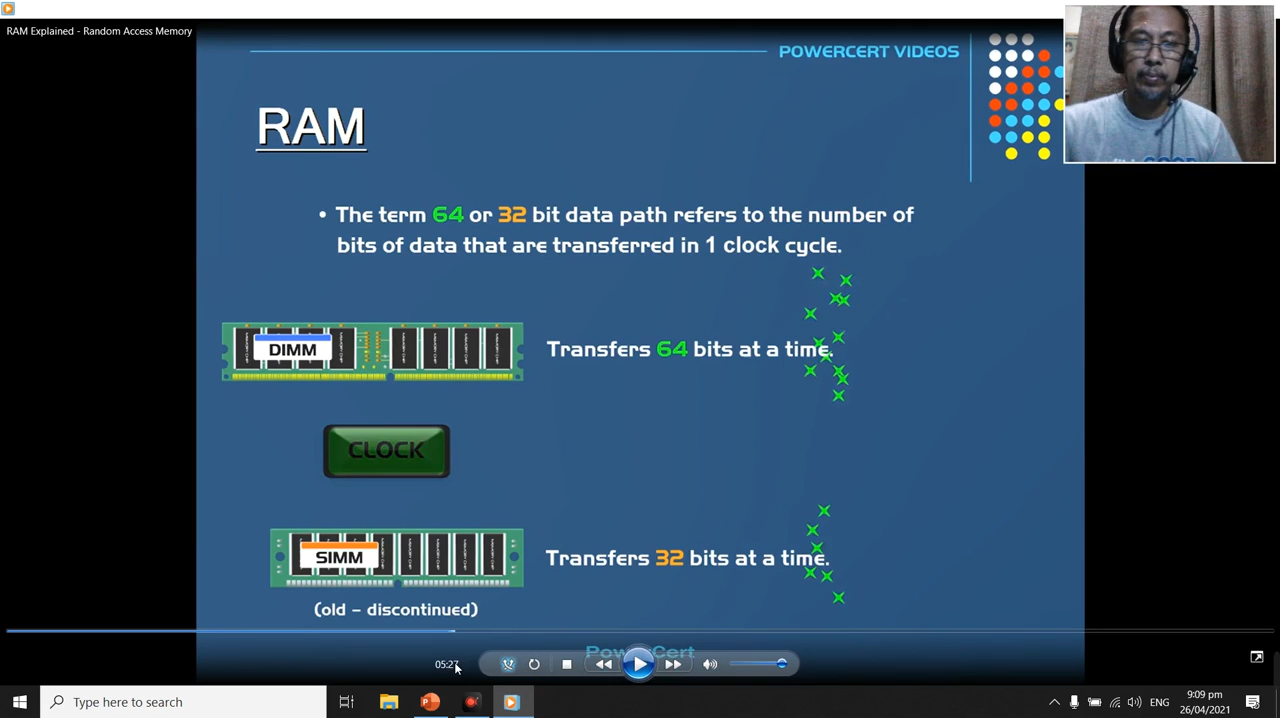 RAM Explained - Random Access Memory
POWERCERT VIDEOS
RAM
• The term 64 or 32 bit data path refers to the number of
bits of data that are transferred in 1 clock cycle.
DIMM
Transfers 64 bits at a time.
CLOCK
SIMM
Transfers 32 bits at a time.
(old – discontinued)
PowerCert
05:27
Type here to search
ENG
9:09 pm
26/04/2021